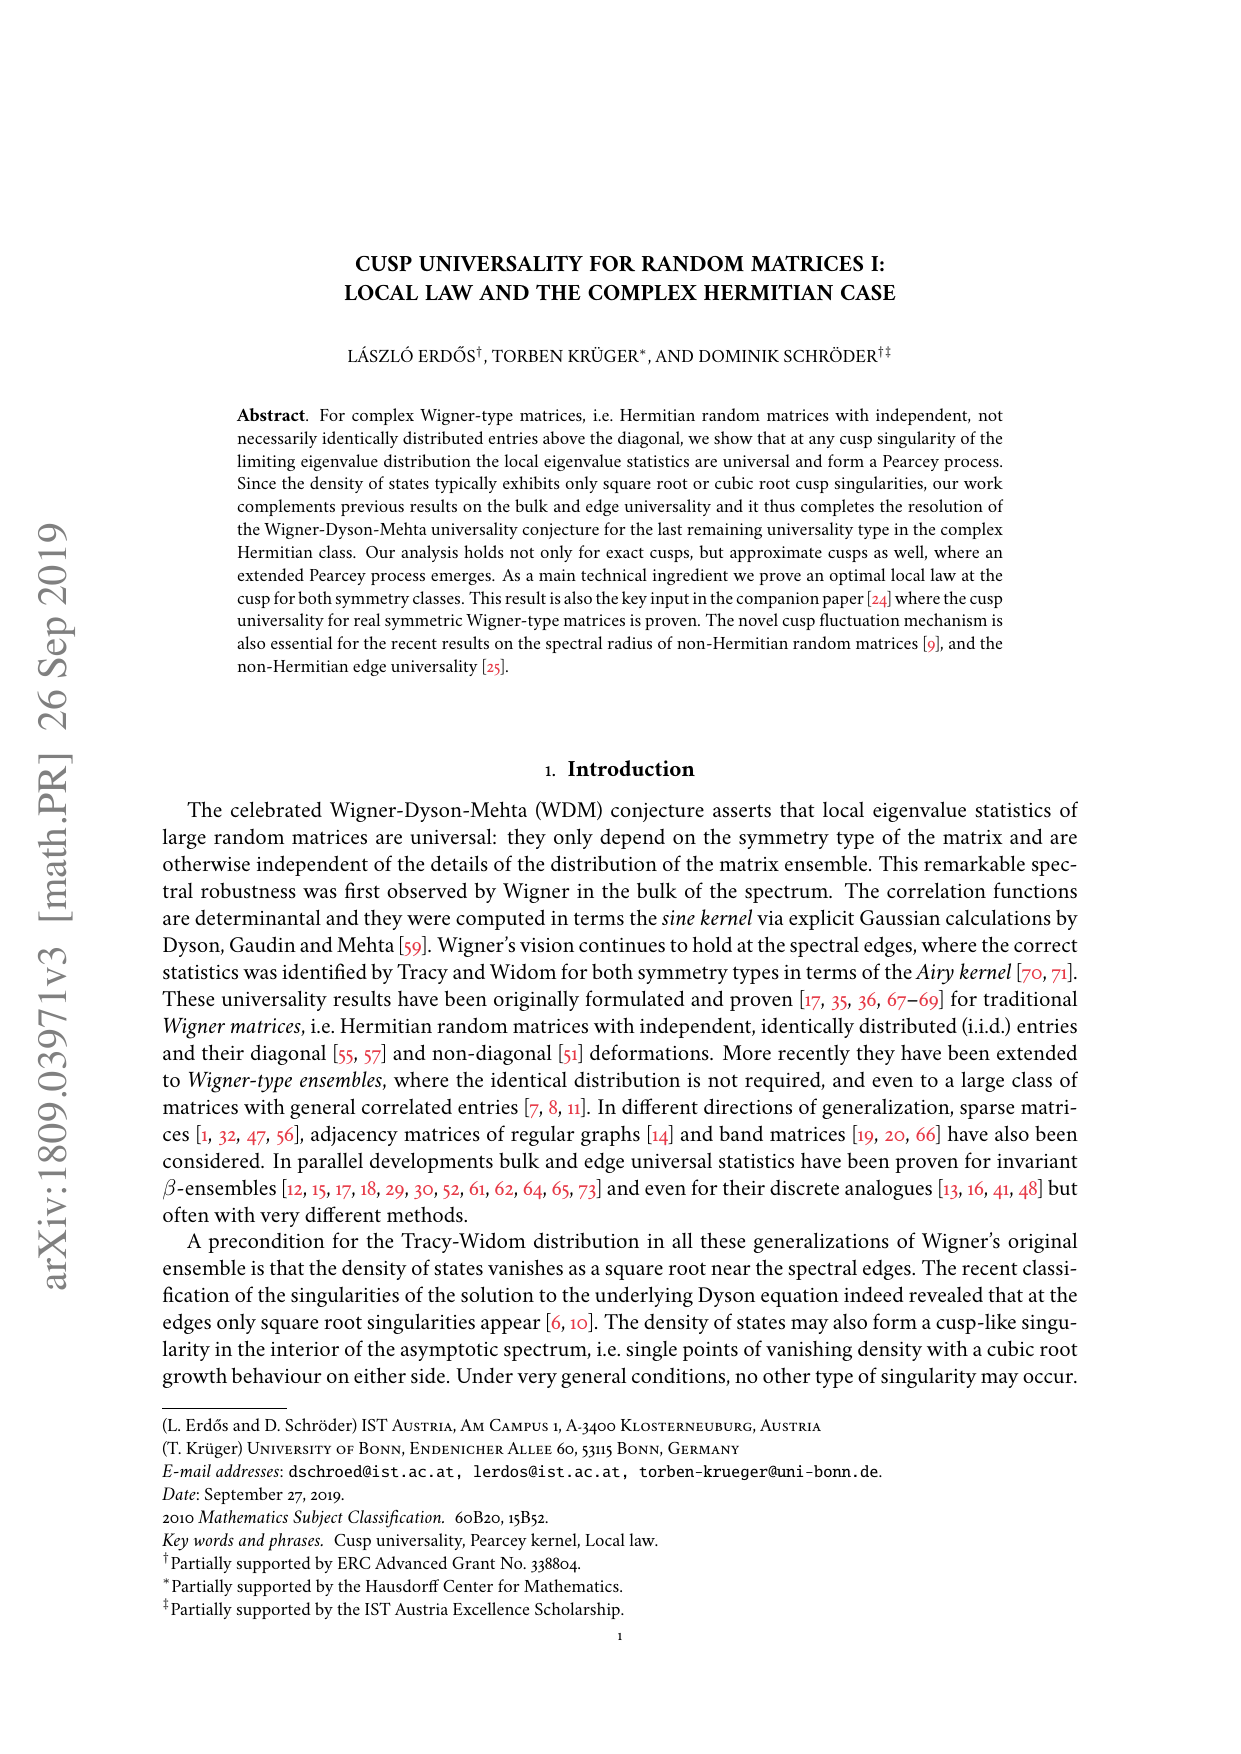 arXiv:1809.03971v3 [math.PR] 26 Sep 2019
CUSP UNIVERSALITY FOR RANDOM MATRICES I:
LOCAL LAW AND THE COMPLEX HERMITIAN CASE
LÁSZLÓ ERDŐS†, TORBEN KRÜGER*, AND DOMINIK SCHRÖDER†‡
Abstract. For complex Wigner-type matrices, i.e. Hermitian random matrices with independent, not
necessarily identically distributed entries above the diagonal, we show that at any cusp singularity of the
limiting eigenvalue distribution the local eigenvalue statistics are universal and form a Pearcey process.
Since the density of states typically exhibits only square root or cubic root cusp singularities, our work
complements previous results on the bulk and edge universality and it thus completes the resolution of
the Wigner-Dyson-Mehta universality conjecture for the last remaining universality type in the complex
Hermitian class. Our analysis holds not only for exact cusps, but approximate cusps as well, where an
extended Pearcey process emerges. As a main technical ingredient we prove an optimal local law at the
cusp for both symmetry classes. This result is also the key input in the companion paper [24] where the cusp
universality for real symmetric Wigner-type matrices is proven. The novel cusp fluctuation mechanism is
also essential for the recent results on the spectral radius of non-Hermitian random matrices [9], and the
non-Hermitian edge universality [25].
1. Introduction
The celebrated Wigner-Dyson-Mehta (WDM) conjecture asserts that local eigenvalue statistics of
large random matrices are universal: they only depend on the symmetry type of the matrix and are
otherwise independent of the details of the distribution of the matrix ensemble. This remarkable spec-
tral robustness was first observed by Wigner in the bulk of the spectrum. The correlation functions
are determinantal and they were computed in terms the sine kernel via explicit Gaussian calculations by
Dyson, Gaudin and Mehta [59]. Wigner's vision continues to hold at the spectral edges, where the correct
statistics was identified by Tracy and Widom for both symmetry types in terms of the Airy kernel [70, 71].
These universality results have been originally formulated and proven [17, 35, 36, 67–69] for traditional
Wigner matrices, i.e. Hermitian random matrices with independent, identically distributed (i.i.d.) entries
and their diagonal [55, 57] and non-diagonal [51] deformations. More recently they have been extended
to Wigner-type ensembles, where the identical distribution is not required, and even to a large class of
matrices with general correlated entries [7, 8, 11]. In different directions of generalization, sparse matri-
ces [1, 32, 47, 56], adjacency matrices of regular graphs [14] and band matrices [19, 20, 66] have also been
considered. In parallel developments bulk and edge universal statistics have been proven for invariant
β-ensembles [12, 15, 17, 18, 29, 30, 52, 61, 62, 64, 65, 73] and even for their discrete analogues [13, 16, 41, 48] but
often with very different methods.
A precondition for the Tracy-Widom distribution in all these generalizations of Wigner's original
ensemble is that the density of states vanishes as a square root near the spectral edges. The recent classi-
fication of the singularities of the solution to the underlying Dyson equation indeed revealed that at the
edges only square root singularities appear [6, 10]. The density of states may also form a cusp-like singu-
larity in the interior of the asymptotic spectrum, i.e. single points of vanishing density with a cubic root
growth behaviour on either side. Under very general conditions, no other type of singularity may occur.
(L. Erdős and D. Schröder) IST Austria, Am Campus 1, A-3400 Klosterneuburg, Austria
(T. Krüger) University of Bonn, Endenicher Allee 60, 53115 Bonn, Germany
E-mail addresses: dschroed@ist.ac.at, lerdos@ist.ac.at, torben-krueger@uni-bonn.de.
Date: September 27, 2019.
2010 Mathematics Subject Classification. 60B20, 15B52.
Key words and phrases. Cusp universality, Pearcey kernel, Local law.
†Partially supported by ERC Advanced Grant No. 338804.
*Partially supported by the Hausdorff Center for Mathematics.
‡Partially supported by the IST Austria Excellence Scholarship.
1